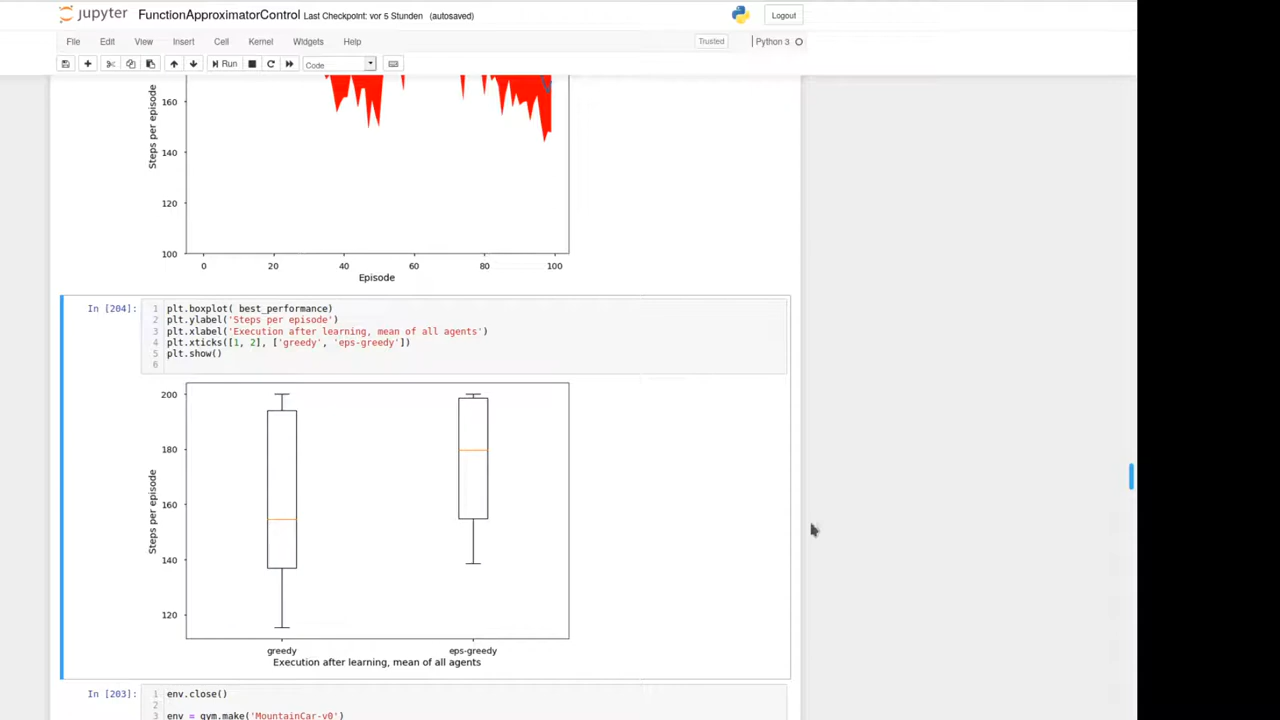 jupyter FunctionApproximatorControl Last Checkpoint: vor 5 Stunden (autosaved) Logout
File Edit View Insert Cell Kernel Widgets Help Trusted Python 3
Run Code
160
140
120
100
Steps per episode
0 20 40 60 80 100
Episode
In [204]:
1 plt.boxplot( best_performance)
2 plt.ylabel('Steps per episode')
3 plt.xlabel('Execution after learning, mean of all agents')
4 plt.xticks([1, 2], ['greedy', 'eps-greedy'])
5 plt.show()
6
200
180
160
140
120
Steps per episode
greedy eps-greedy
Execution after learning, mean of all agents
In [203]:
1 env.close()
2
3 env = gym.make('MountainCar-v0')